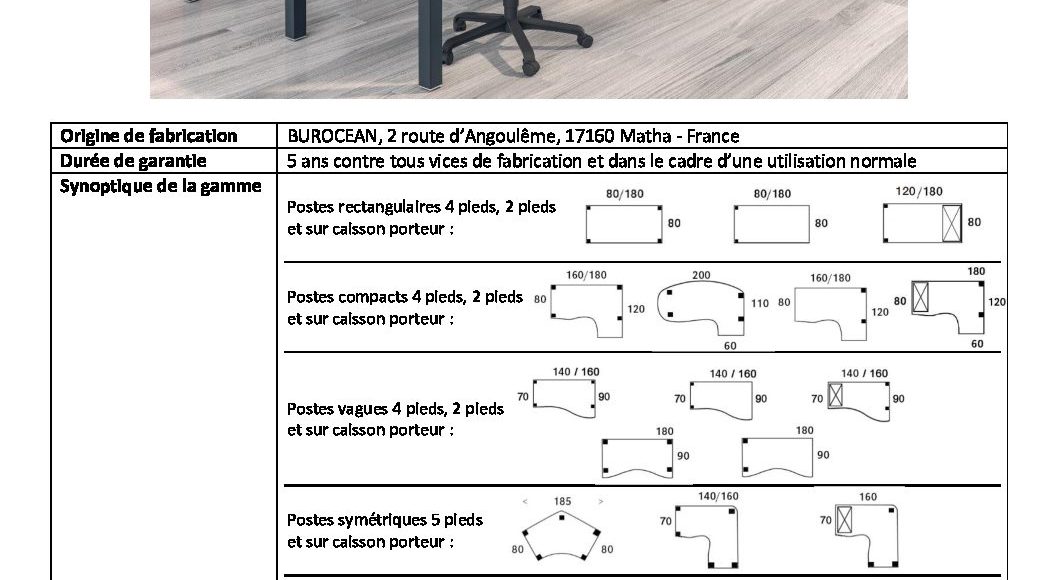 Origine de fabrication BUROCEAN, 2 route d'Angoulême, 17160 Matha - France
Durée de garantie 5 ans contre tous vices de fabrication et dans le cadre d'une utilisation normale
Synoptique de la gamme
80/180 80/180 120/180
Postes rectangulaires 4 pieds, 2 pieds
80 80 80
et sur caisson porteur :
160/180 200 160/180 180
Postes compacts 4 pieds, 2 pieds
80 120 110 80 120 80 120
et sur caisson porteur :
60 60
140 / 160 140 / 160 140 / 160
70 90 70 90 70 90
Postes vagues 4 pieds, 2 pieds
et sur caisson porteur :
180 180
90 90
< 185 > 140/160 160
Postes symétriques 5 pieds
70 70
et sur caisson porteur :
80 80